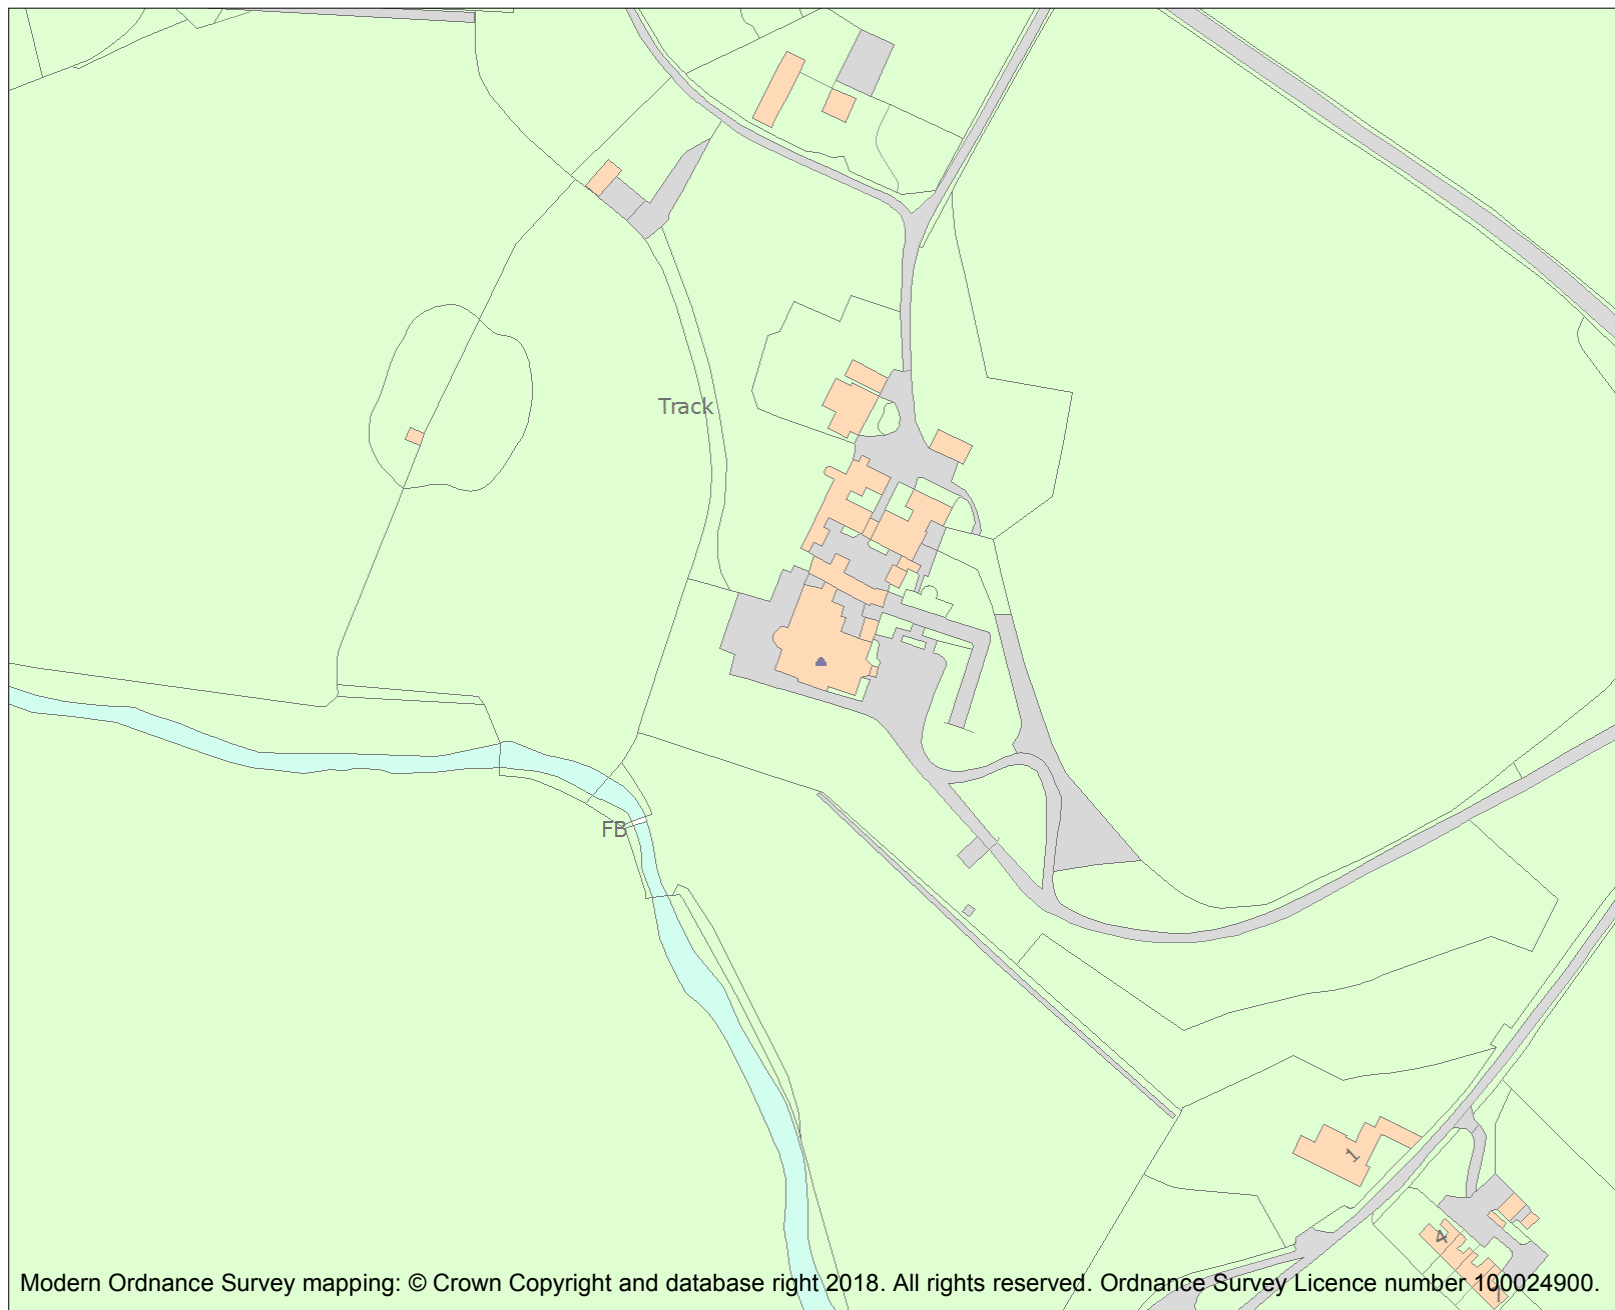 Track
FB
1
4
Modern Ordnance Survey mapping: © Crown Copyright and database right 2018. All rights reserved. Ordnance Survey Licence number 100024900.